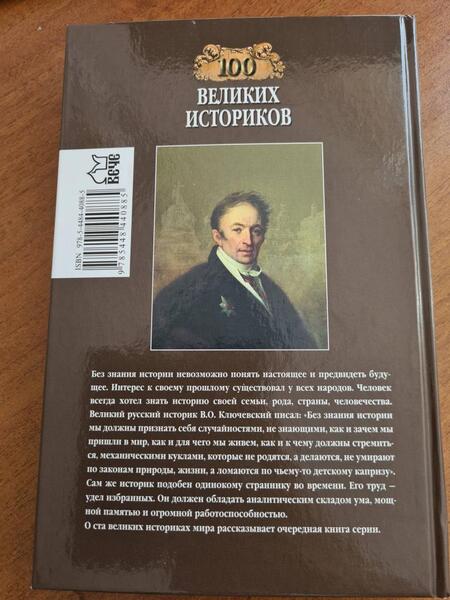 100
ВЕЛИКИХ
ИСТОРИКОВ
ВЕЧЕ
ISBN 978-5-4484-4088-5
9 785448 440885
Без знания истории невозможно понять настоящее и предвидеть буду-
щее. Интерес к своему прошлому существовал у всех народов. Человек
всегда хотел знать историю своей семьи, рода, страны, человечества.
Великий русский историк В.О. Ключевский писал: «Без знания истории
мы должны признать себя случайностями, не знающими, как и зачем мы
пришли в мир, как и для чего мы живем, как и к чему должны стремить-
ся, механическими куклами, которые не родятся, а делаются, не умирают
по законам природы, жизни, а ломаются по чьему-то детскому капризу».
Сам же историк подобен одинокому страннику во времени. Его труд –
удел избранных. Он должен обладать аналитическим складом ума, мощ-
ной памятью и огромной работоспособностью.
О ста великих историках мира рассказывает очередная книга серии.